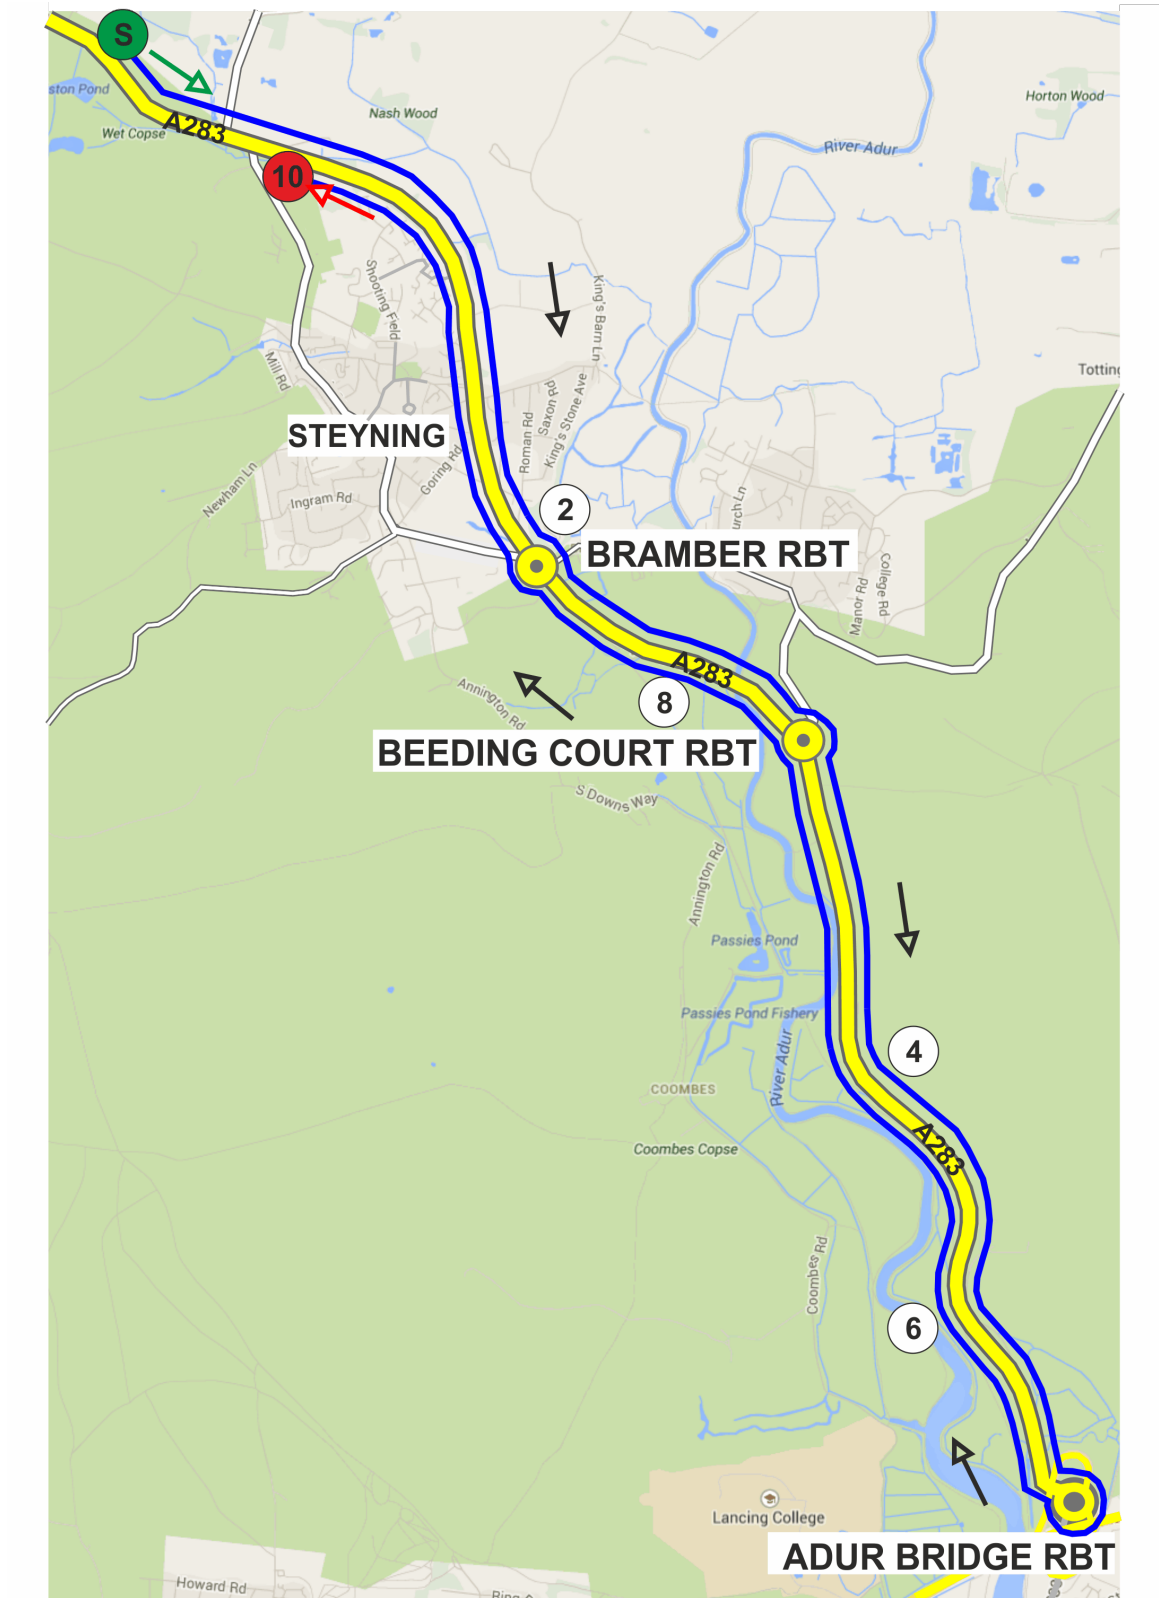 S
ston Pond
A283
Wet Copse
Nash Wood
Horton Wood
River Adur
10
Shooting Field
King's Barn Ln
Mill Rd
Totting
Saxon Rd
King's Stone Ave
Roman Rd
STEYNING
Goring Rd
Newham Ln
Ingram Rd
urch Ln
2
BRAMBER RBT
College Rd
Manor Rd
A283
8
Annington Rd
BEEDING COURT RBT
S Downs Way
Annington Rd
Passies Pond
Passies Pond Fishery
River Adur
4
COOMBES
Coombes Copse
A283
Coombes Rd
6
Lancing College
ADUR BRIDGE RBT
Howard Rd